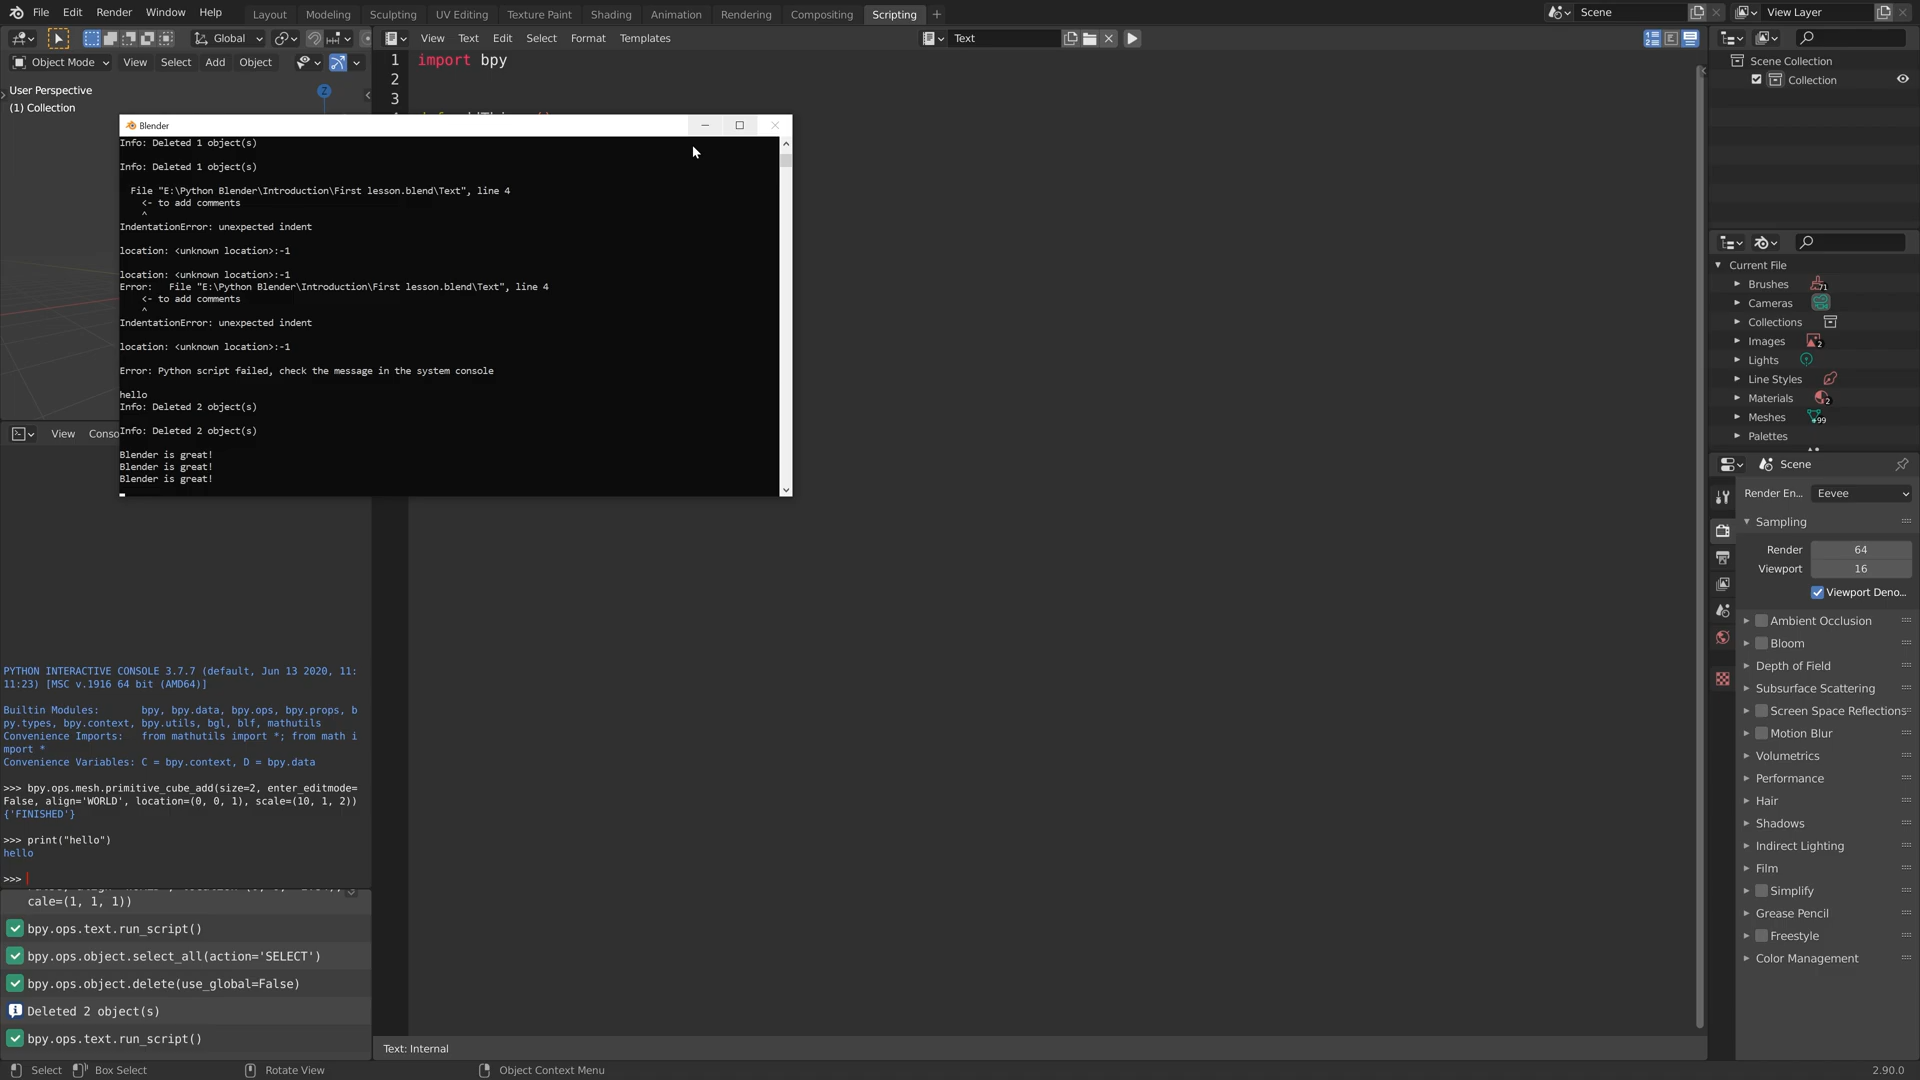 File Edit Render Window Help
Layout Modeling Sculpting UV Editing Texture Paint Shading Animation Rendering Compositing Scripting +
Scene
View Layer
Global
View Text Edit Select Format Templates
Text
Object Mode View Select Add Object
User Perspective
(1) Collection
Z
1 import bpy
2
3
Scene Collection
Collection
Blender
Info: Deleted 1 object(s)
Info: Deleted 1 object(s)
File "E:\Python Blender\Introduction\First lesson.blend\Text", line 4
<- to add comments
^
IndentationError: unexpected indent
location: <unknown location>:-1
location: <unknown location>:-1
Error:   File "E:\Python Blender\Introduction\First lesson.blend\Text", line 4
<- to add comments
^
IndentationError: unexpected indent
location: <unknown location>:-1
Error: Python script failed, check the message in the system console
hello
Info: Deleted 2 object(s)
Info: Deleted 2 object(s)
Blender is great!
Blender is great!
Blender is great!
View Conso
PYTHON INTERACTIVE CONSOLE 3.7.7 (default, Jun 13 2020, 11:
11:23) [MSC v.1916 64 bit (AMD64)]
Builtin Modules:       bpy, bpy.data, bpy.ops, bpy.props, b
py.types, bpy.context, bpy.utils, bgl, blf, mathutils
Convenience Imports:   from mathutils import *; from math i
mport *
Convenience Variables: C = bpy.context, D = bpy.data
>>> bpy.ops.mesh.primitive_cube_add(size=2, enter_editmode=
False, align='WORLD', location=(0, 0, 1), scale=(10, 1, 2))
{'FINISHED'}
>>> print("hello")
hello
>>>
cale=(1, 1, 1))
bpy.ops.text.run_script()
bpy.ops.object.select_all(action='SELECT')
bpy.ops.object.delete(use_global=False)
Deleted 2 object(s)
bpy.ops.text.run_script()
Text: Internal
Current File
Brushes 71
Cameras
Collections
Images 2
Lights
Line Styles
Materials 2
Meshes +99
Palettes
Scene
Render En... Eevee
Sampling
Render 64
Viewport 16
Viewport Deno...
Ambient Occlusion
Bloom
Depth of Field
Subsurface Scattering
Screen Space Reflections
Motion Blur
Volumetrics
Performance
Hair
Shadows
Indirect Lighting
Film
Simplify
Grease Pencil
Freestyle
Color Management
Select Box Select Rotate View Object Context Menu 2.90.0